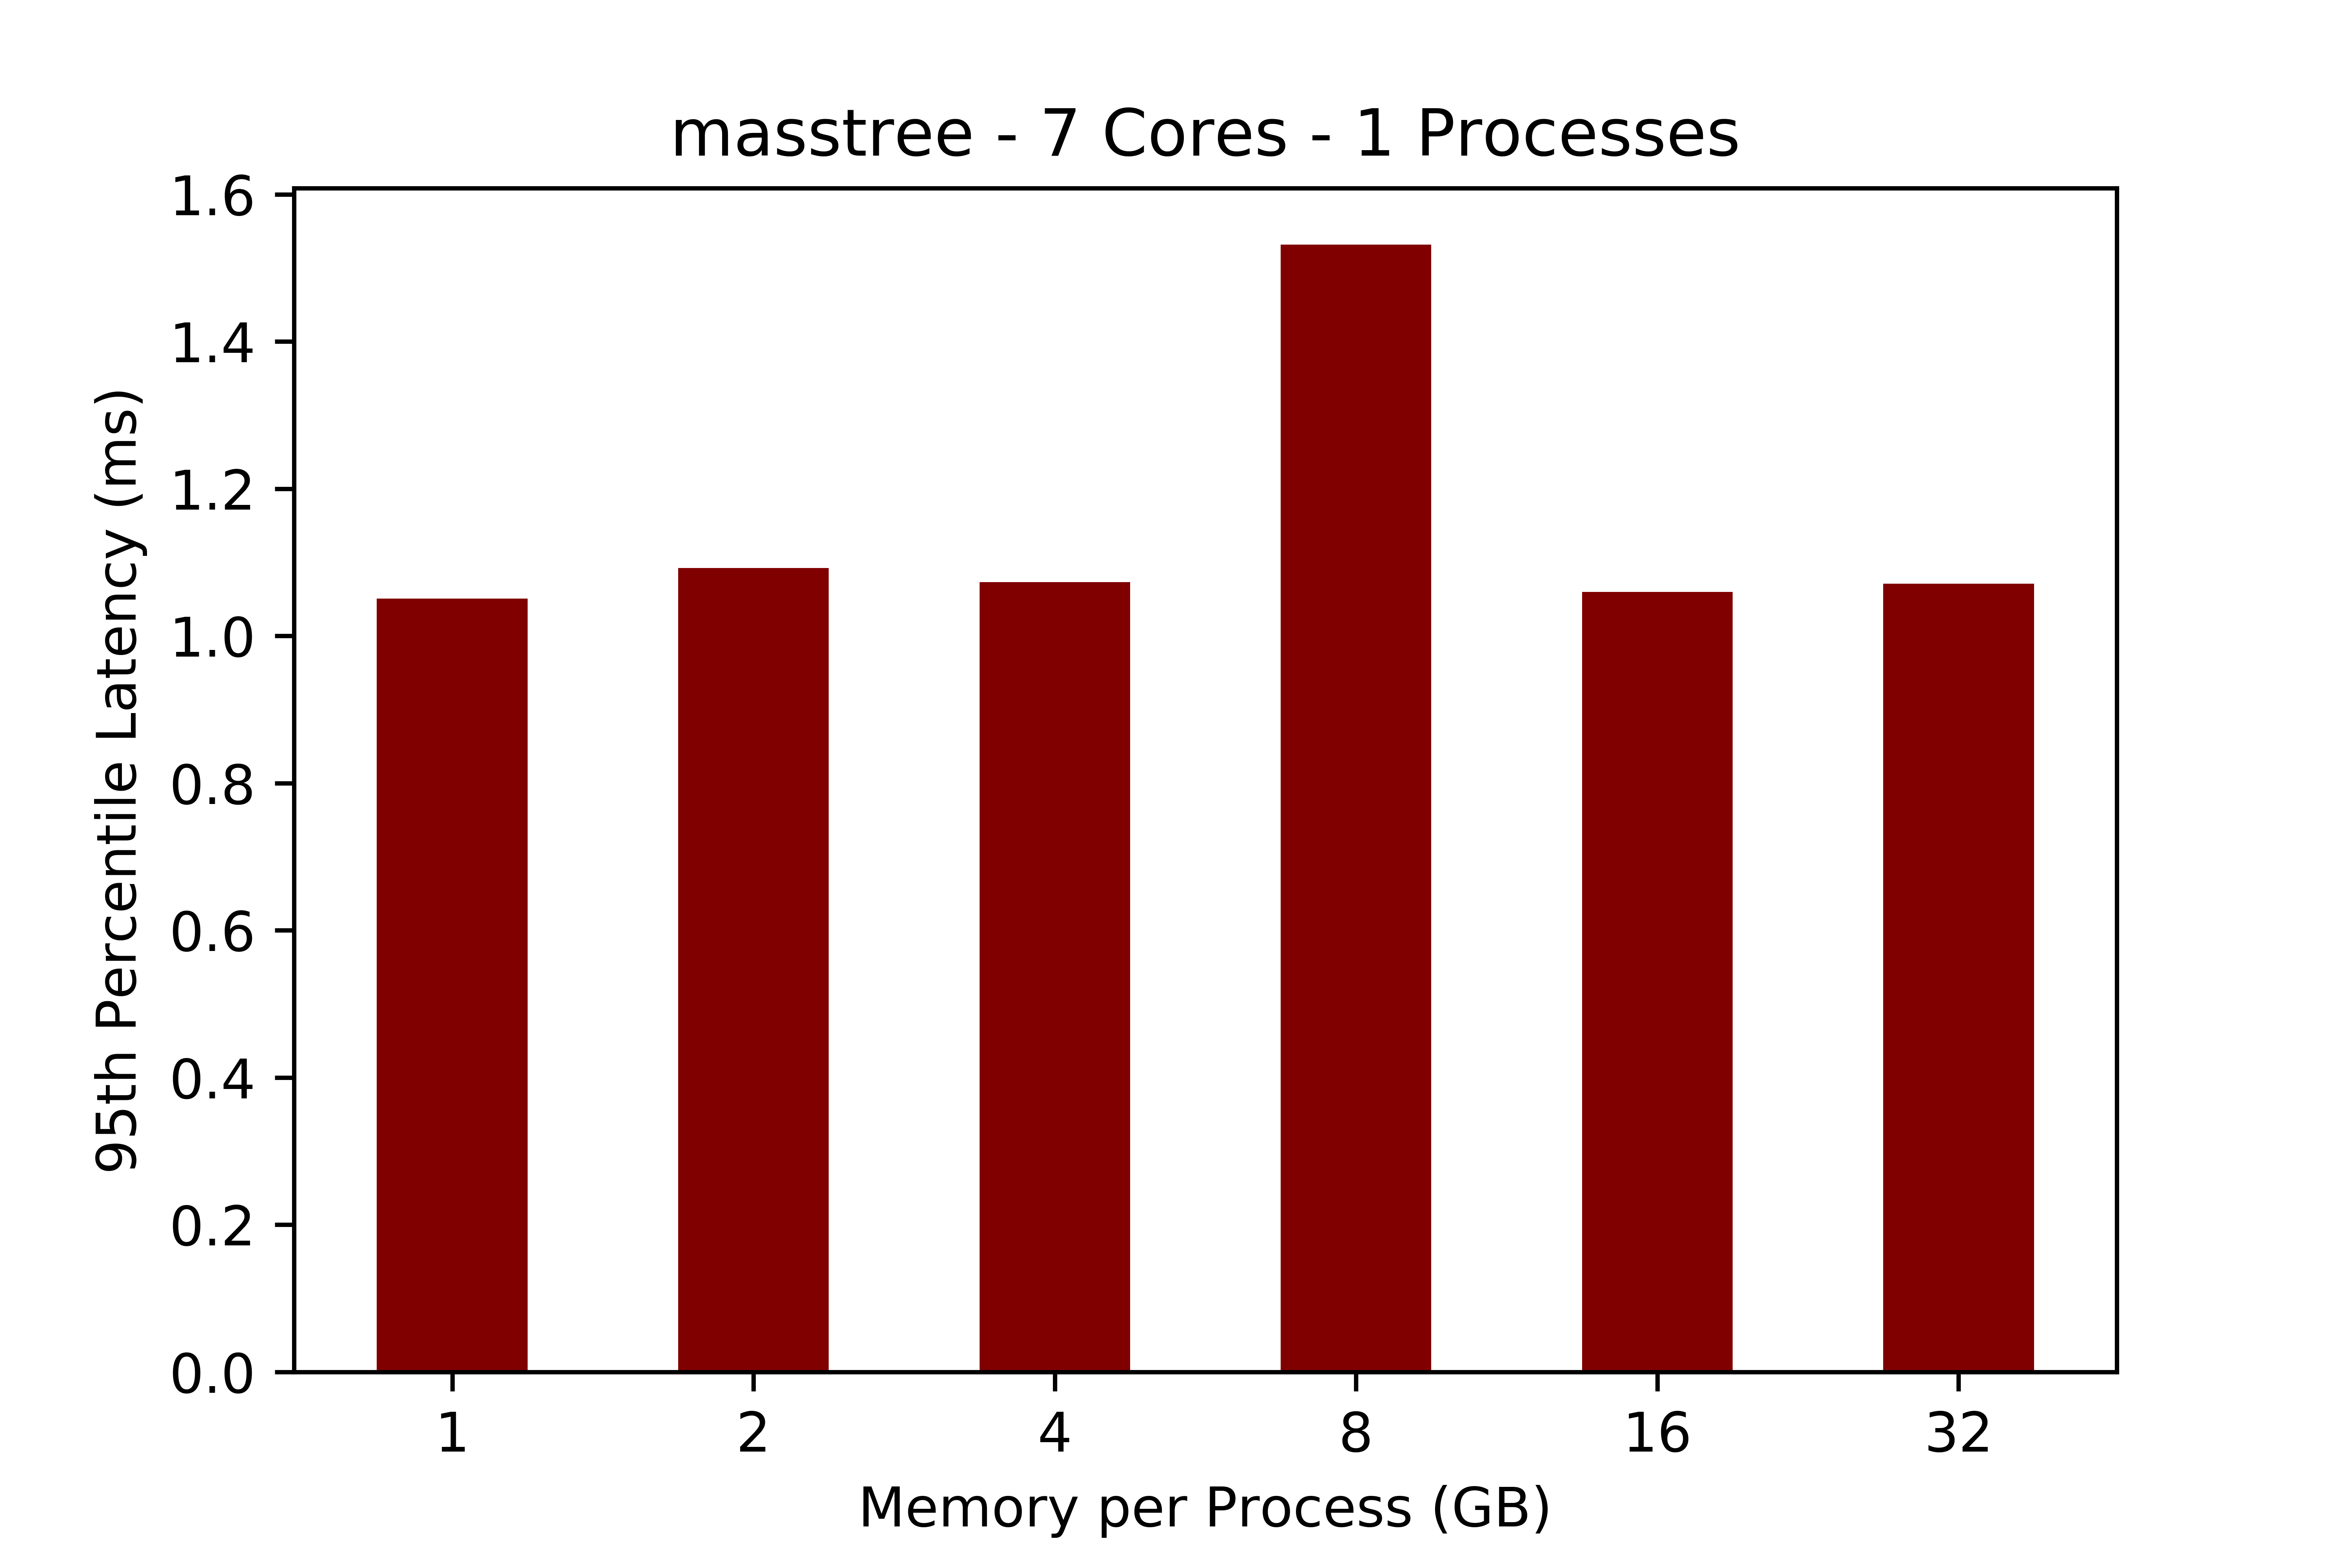 masstree - 7 Cores - 1 Processes
95th Percentile Latency (ms)
1.6
1.4
1.2
1.0
0.8
0.6
0.4
0.2
0.0
1 2 4 8 16 32
Memory per Process (GB)